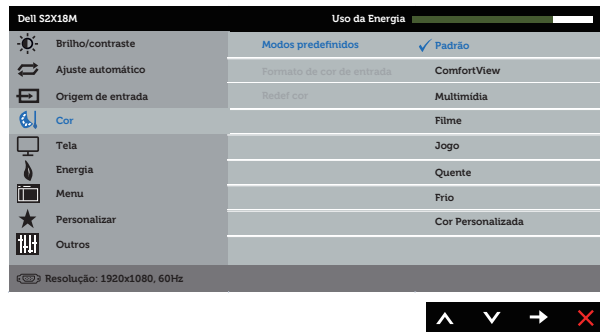 Dell S2X18M Uso da Energia
Brilho/contraste Modos predefinidos Padrão
Ajuste automático Formato de cor de entrada ComfortView
Origem de entrada Redef cor Multimídia
Cor Filme
Tela Jogo
Energia Quente
Menu Frio
Personalizar Cor Personalizada
Outros
Resolução: 1920x1080, 60Hz